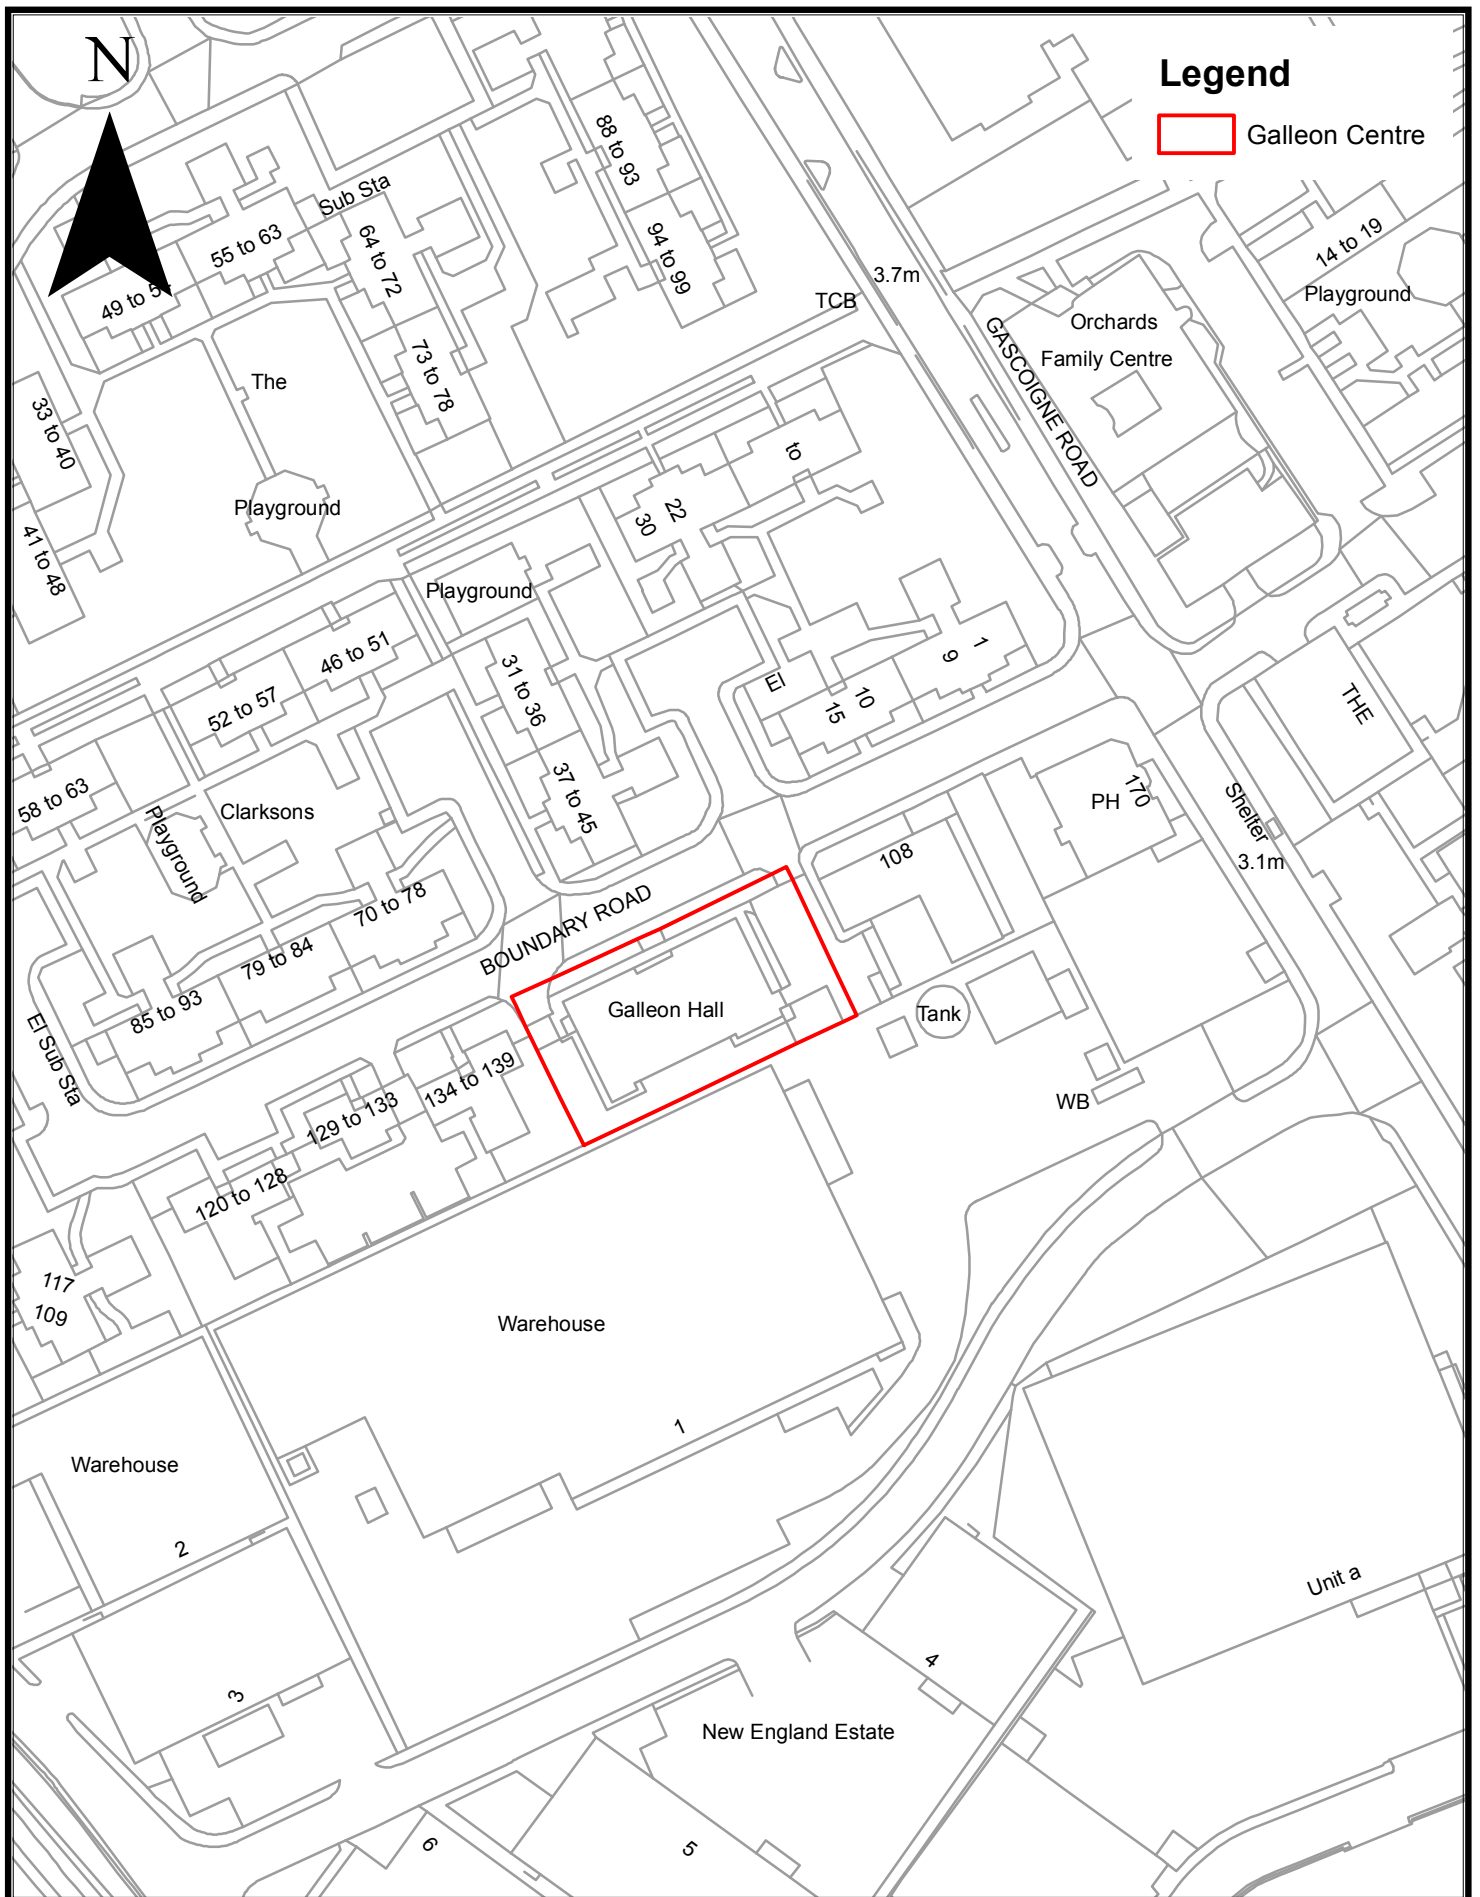 N
Legend
Galleon Centre
88 to 93
Sub Sta
55 to 63
64 to 72
94 to 99
14 to 19
49 to
3.7m
TCB
Playground
Orchards
Family Centre
GASCOIGNE ROAD
73 to 78
The
33 to 40
to
Playground
22
30
41 to 48
Playground
46 to 51
31 to 36
1
9
El
10
15
52 to 57
THE
58 to 63
37 to 45
PH
170
Clarksons
Playground
Shelter
3.1m
108
70 to 78
BOUNDARY ROAD
79 to 84
85 to 93
Galleon Hall
Tank
El Sub Sta
134 to 139
129 to 133
WB
120 to 128
117
109
Warehouse
1
Warehouse
2
Unit a
3
4
New England Estate
6
5